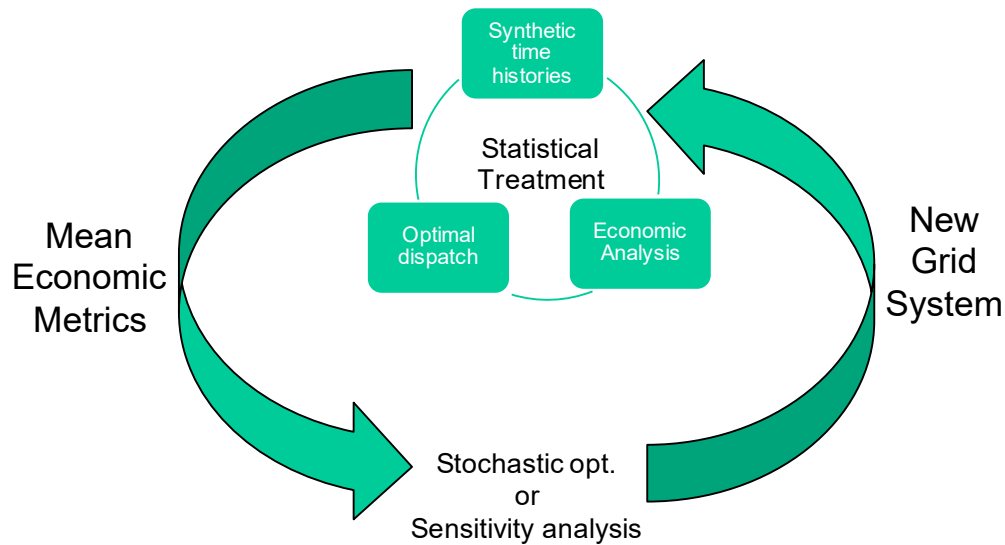 Synthetic
time
histories
Statistical
Treatment
Optimal
dispatch
Economic
Analysis
Mean
Economic
Metrics
New
Grid
System
Stochastic opt.
or
Sensitivity analysis